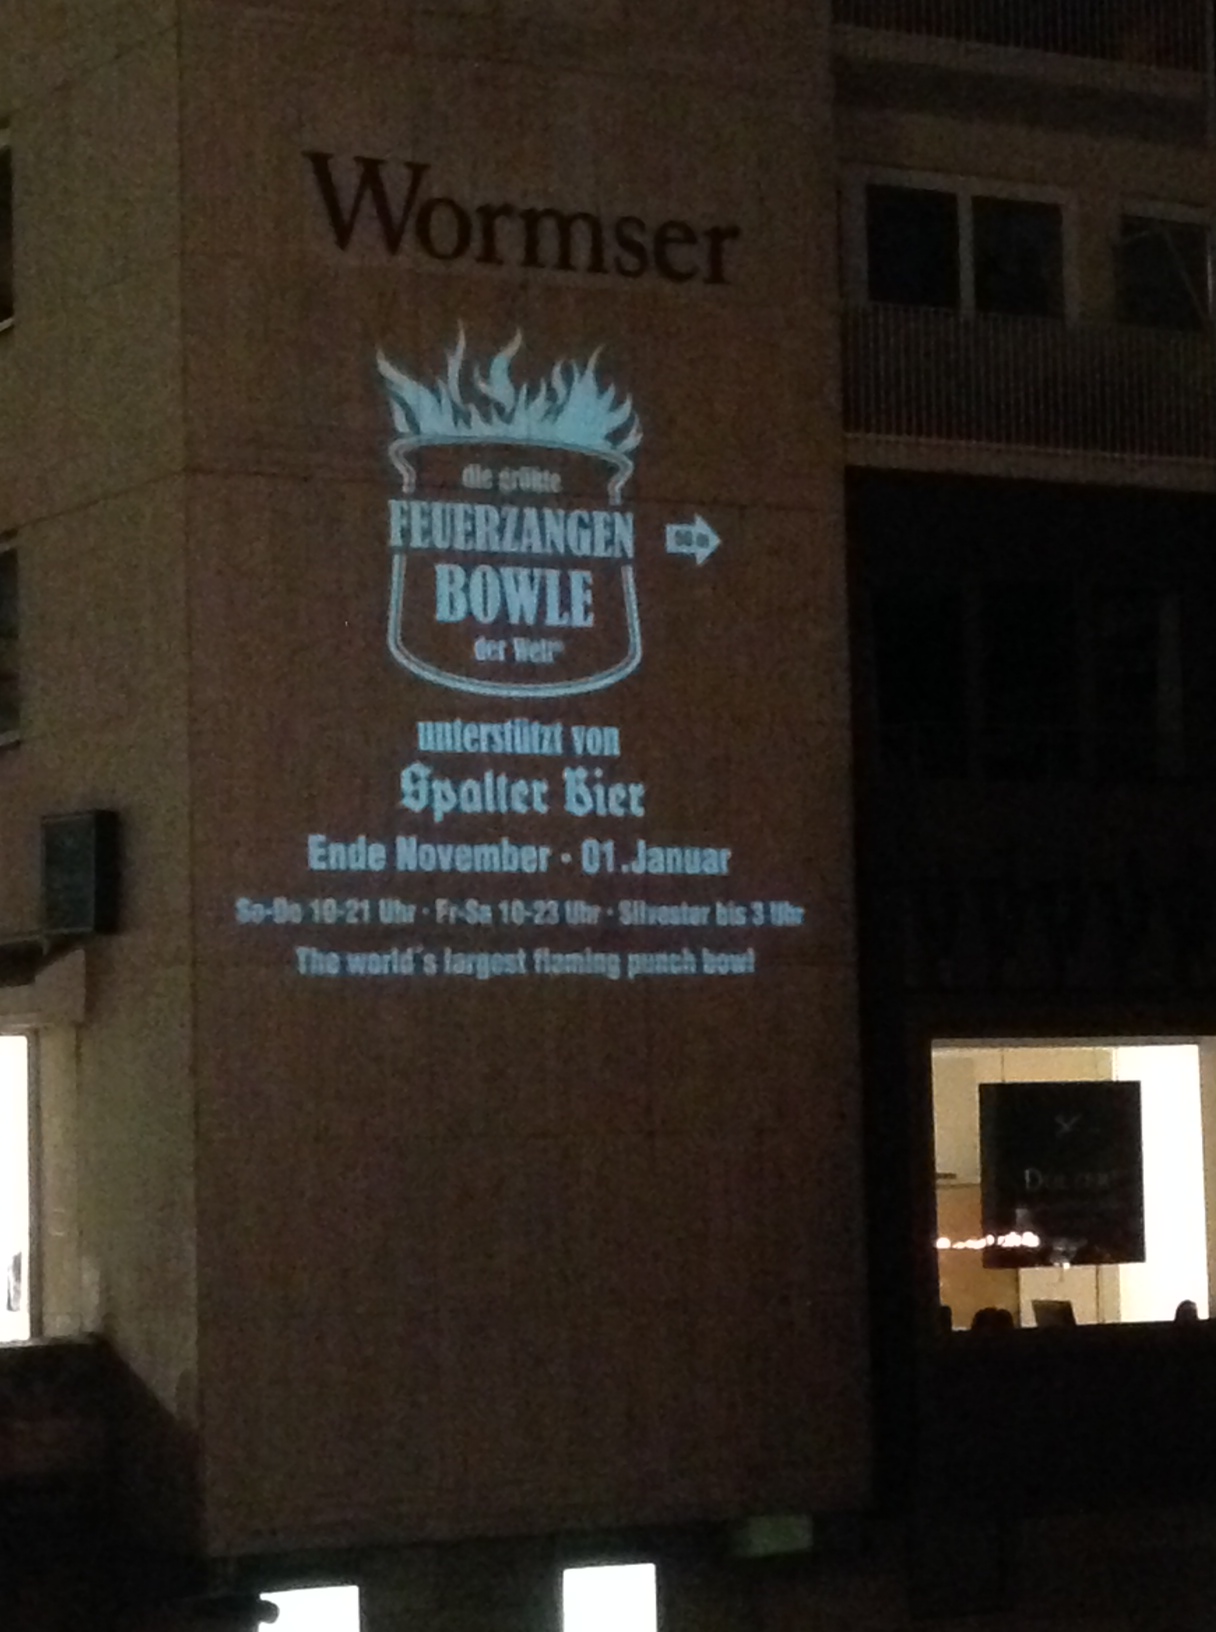 Wormser
die größte
FEUERZANGEN
BOWLE
der Welt®
unterstützt von
Spalter Bier
Ende November - 01.Januar
So-Do 10-21 Uhr · Fr-Sa 10-23 Uhr · Silvester bis 3 Uhr
The world´s largest flaming punch bowl